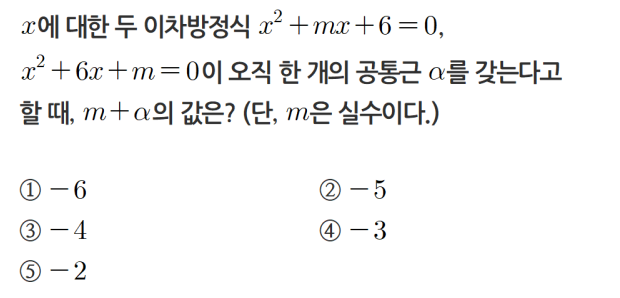 x에 대한 두 이차방정식 x²+mx+6=0,
x²+6x+m=0이 오직 한 개의 공통근 α를 갖는다고
할 때, m+α의 값은? (단, m은 실수이다.)
① -6 ② -5
③ -4 ④ -3
⑤ -2